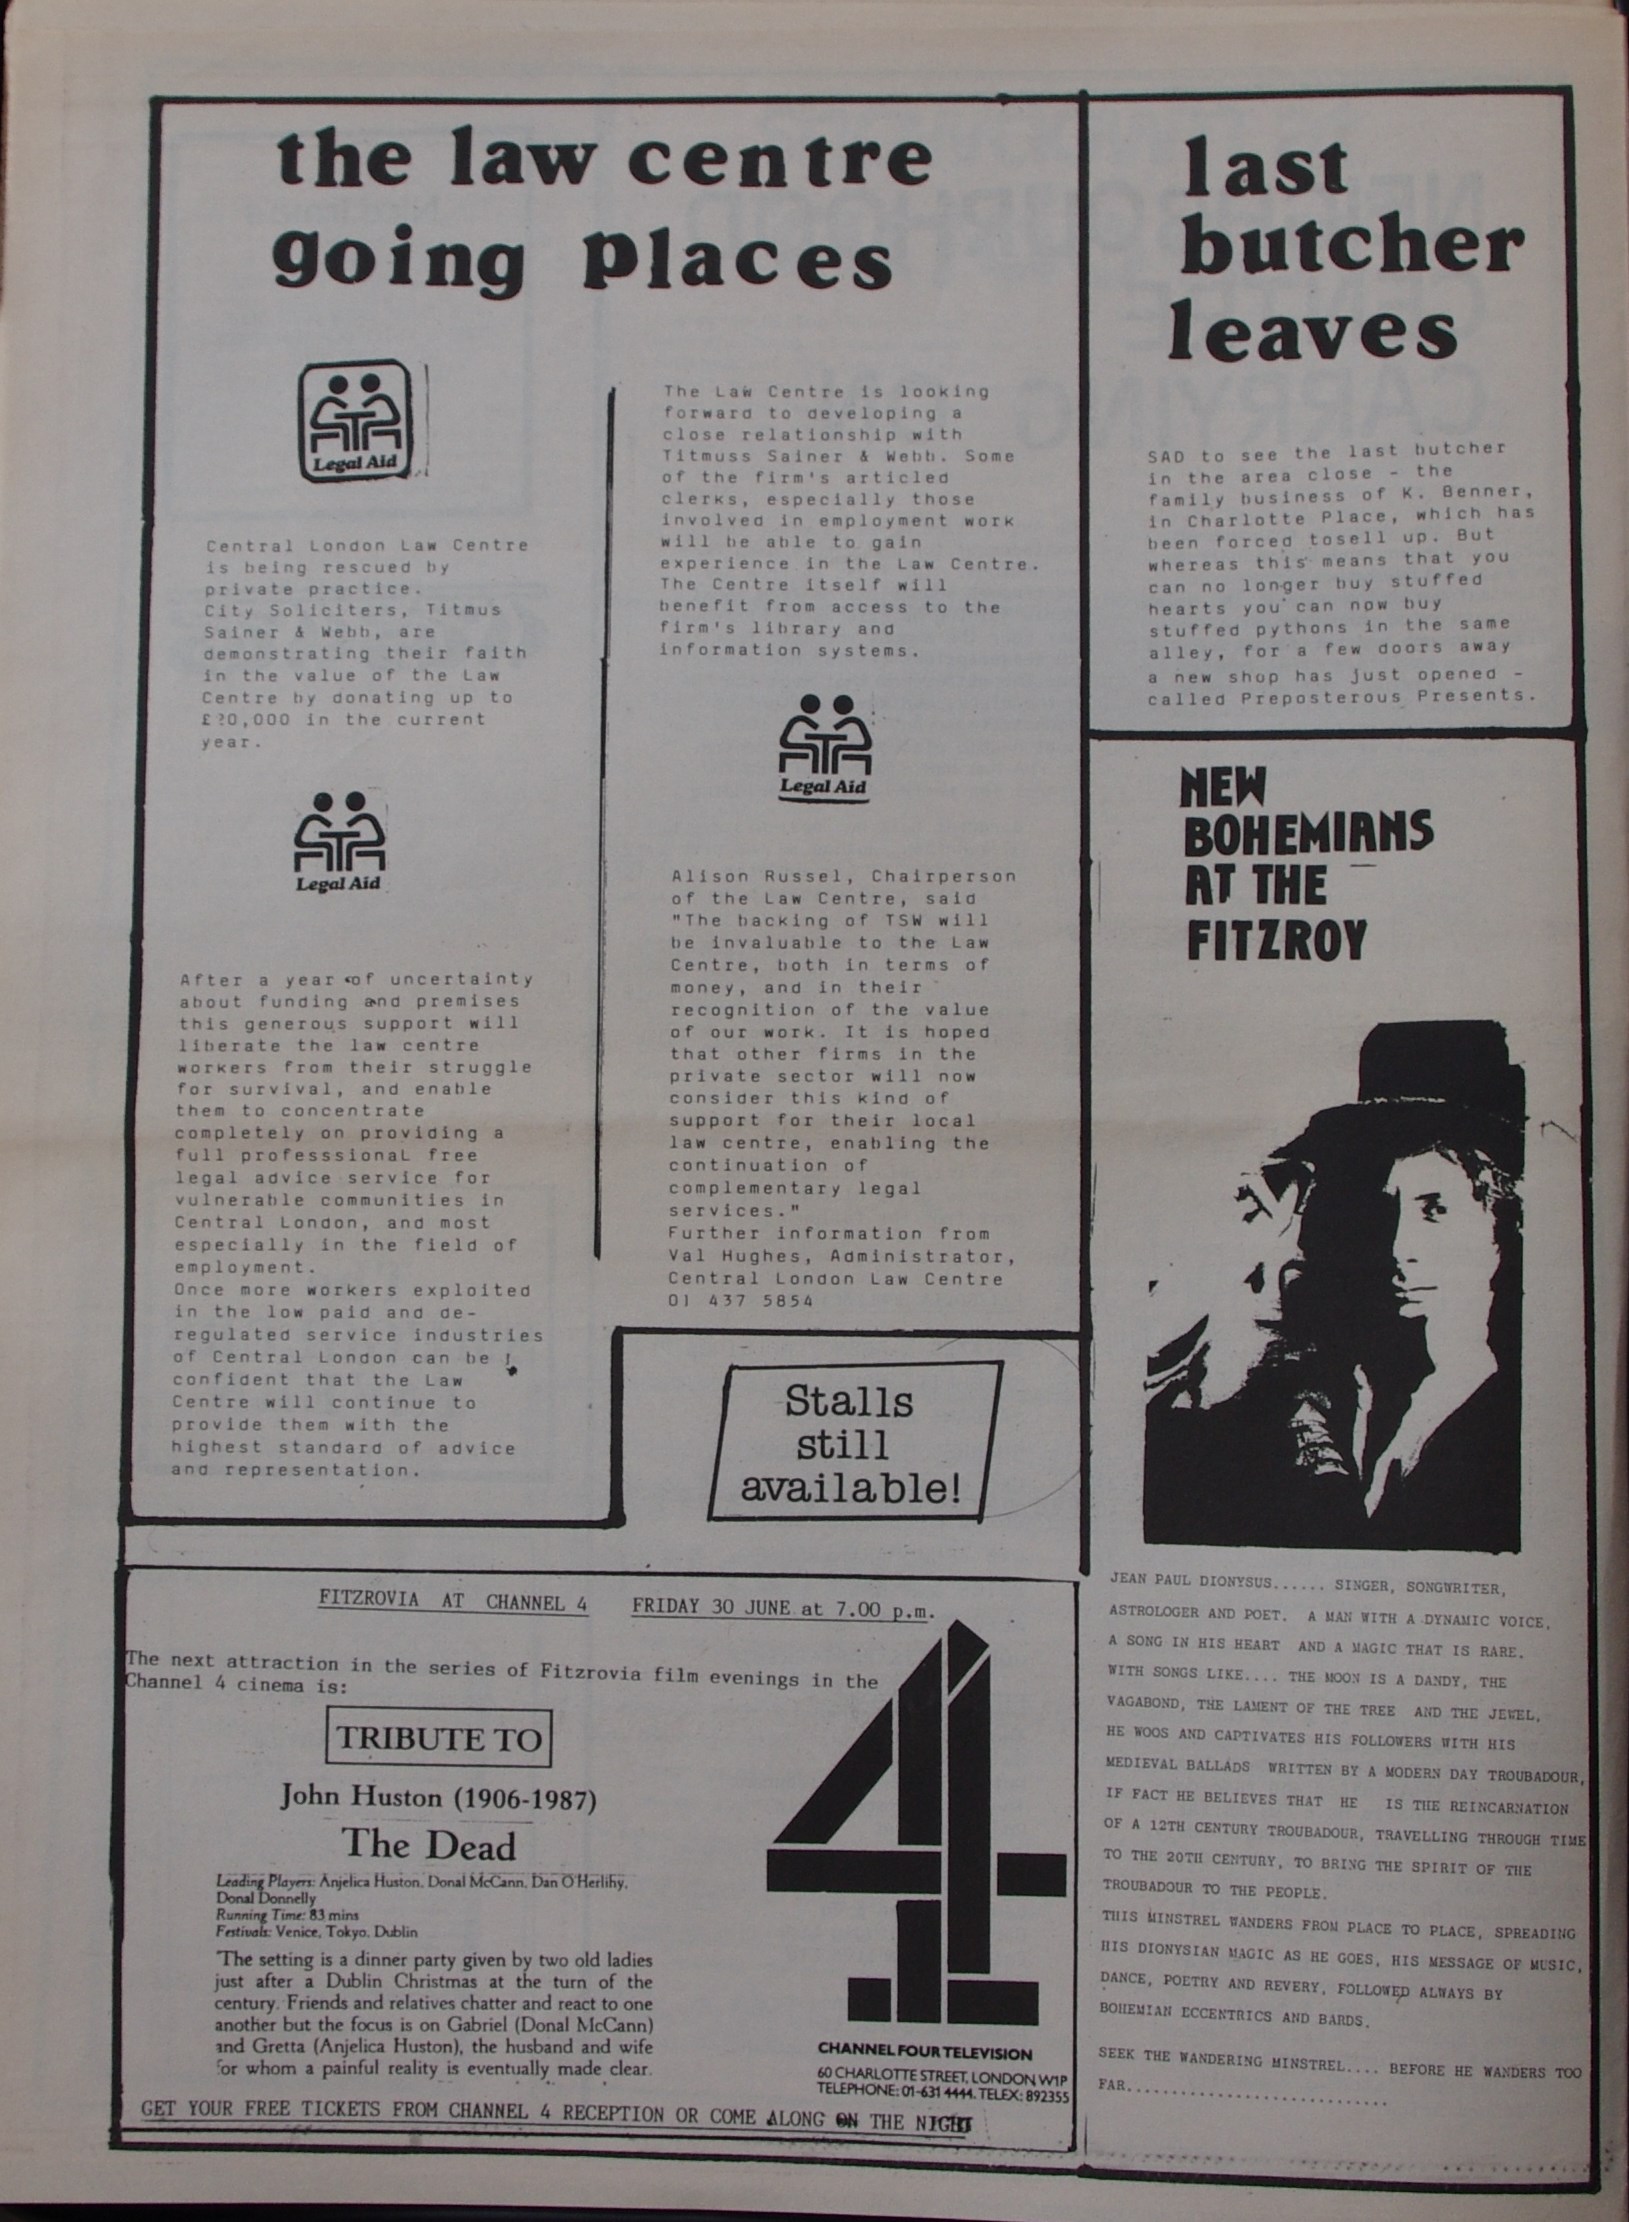 the law centre
going places
Legal Aid
Central London Law Centre
is being rescued by
private practice.
City Soliciters, Titmus
Sainer & Webb, are
demonstrating their faith
in the value of the Law
Centre by donating up to
£20,000 in the current
year.
Legal Aid
After a year of uncertainty
about funding and premises
this generous support will
liberate the law centre
workers from their struggle
for survival, and enable
them to concentrate
completely on providing a
full professsionaL free
legal advice service for
vulnerable communities in
Central London, and most
especially in the field of
employment.
Once more workers exploited
in the low paid and de-
regulated service industries
of Central London can be
confident that the Law
Centre will continue to
provide them with the
highest standard of advice
and representation.
The Law Centre is looking
forward to developing a
close relationship with
Titmuss Sainer & Webb. Some
of the firm's articled
clerks, especially those
involved in employment work
will be able to gain
experience in the Law Centre.
The Centre itself will
benefit from access to the
firm's library and
information systems.
Legal Aid
Alison Russel, Chairperson
of the Law Centre, said
"The backing of TSW will
be invaluable to the Law
Centre, both in terms of
money, and in their
recognition of the value
of our work. It is hoped
that other firms in the
private sector will now
consider this kind of
support for their local
law centre, enabling the
continuation of
complementary legal
services."
Further information from
Val Hughes, Administrator,
Central London Law Centre
01 437 5854
Stalls
still
available!
last
butcher
leaves
SAD to see the last butcher
in the area close - the
family business of K. Benner,
in Charlotte Place, which has
been forced tosell up. But
whereas this means that you
can no longer buy stuffed
hearts you can now buy
stuffed pythons in the same
alley, for a few doors away
a new shop has just opened -
called Preposterous Presents.
NEW
BOHEMIANS
AT THE
FITZROY
JEAN PAUL DIONYSUS...... SINGER, SONGWRITER,
ASTROLOGER AND POET. A MAN WITH A DYNAMIC VOICE,
A SONG IN HIS HEART AND A MAGIC THAT IS RARE.
WITH SONGS LIKE.... THE MOON IS A DANDY, THE
VAGABOND, THE LAMENT OF THE TREE AND THE JEWEL,
HE WOOS AND CAPTIVATES HIS FOLLOWERS WITH HIS
MEDIEVAL BALLADS WRITTEN BY A MODERN DAY TROUBADOUR,
IF FACT HE BELIEVES THAT HE IS THE REINCARNATION
OF A 12TH CENTURY TROUBADOUR, TRAVELLING THROUGH TIME
TO THE 20TH CENTURY, TO BRING THE SPIRIT OF THE
TROUBADOUR TO THE PEOPLE.
THIS MINSTREL WANDERS FROM PLACE TO PLACE, SPREADING
HIS DIONYSIAN MAGIC AS HE GOES, HIS MESSAGE OF MUSIC,
DANCE, POETRY AND REVERY, FOLLOWED ALWAYS BY
BOHEMIAN ECCENTRICS AND BARDS.
SEEK THE WANDERING MINSTREL.... BEFORE HE WANDERS TOO
FAR.............................
FITZROVIA AT CHANNEL 4 FRIDAY 30 JUNE at 7.00 p.m.
The next attraction in the series of Fitzrovia film evenings in the
Channel 4 cinema is:
TRIBUTE TO
John Huston (1906-1987)
The Dead
Leading Players: Anjelica Huston, Donal McCann, Dan O'Herlihy,
Donal Donnelly
Running Time: 83 mins
Festivals: Venice, Tokyo, Dublin
The setting is a dinner party given by two old ladies
just after a Dublin Christmas at the turn of the
century. Friends and relatives chatter and react to one
another but the focus is on Gabriel (Donal McCann)
and Gretta (Anjelica Huston), the husband and wife
for whom a painful reality is eventually made clear.
4
CHANNEL FOUR TELEVISION
60 CHARLOTTE STREET, LONDON W1P
TELEPHONE: 01-631 4444. TELEX: 892355
GET YOUR FREE TICKETS FROM CHANNEL 4 RECEPTION OR COME ALONG ON THE NIGHT